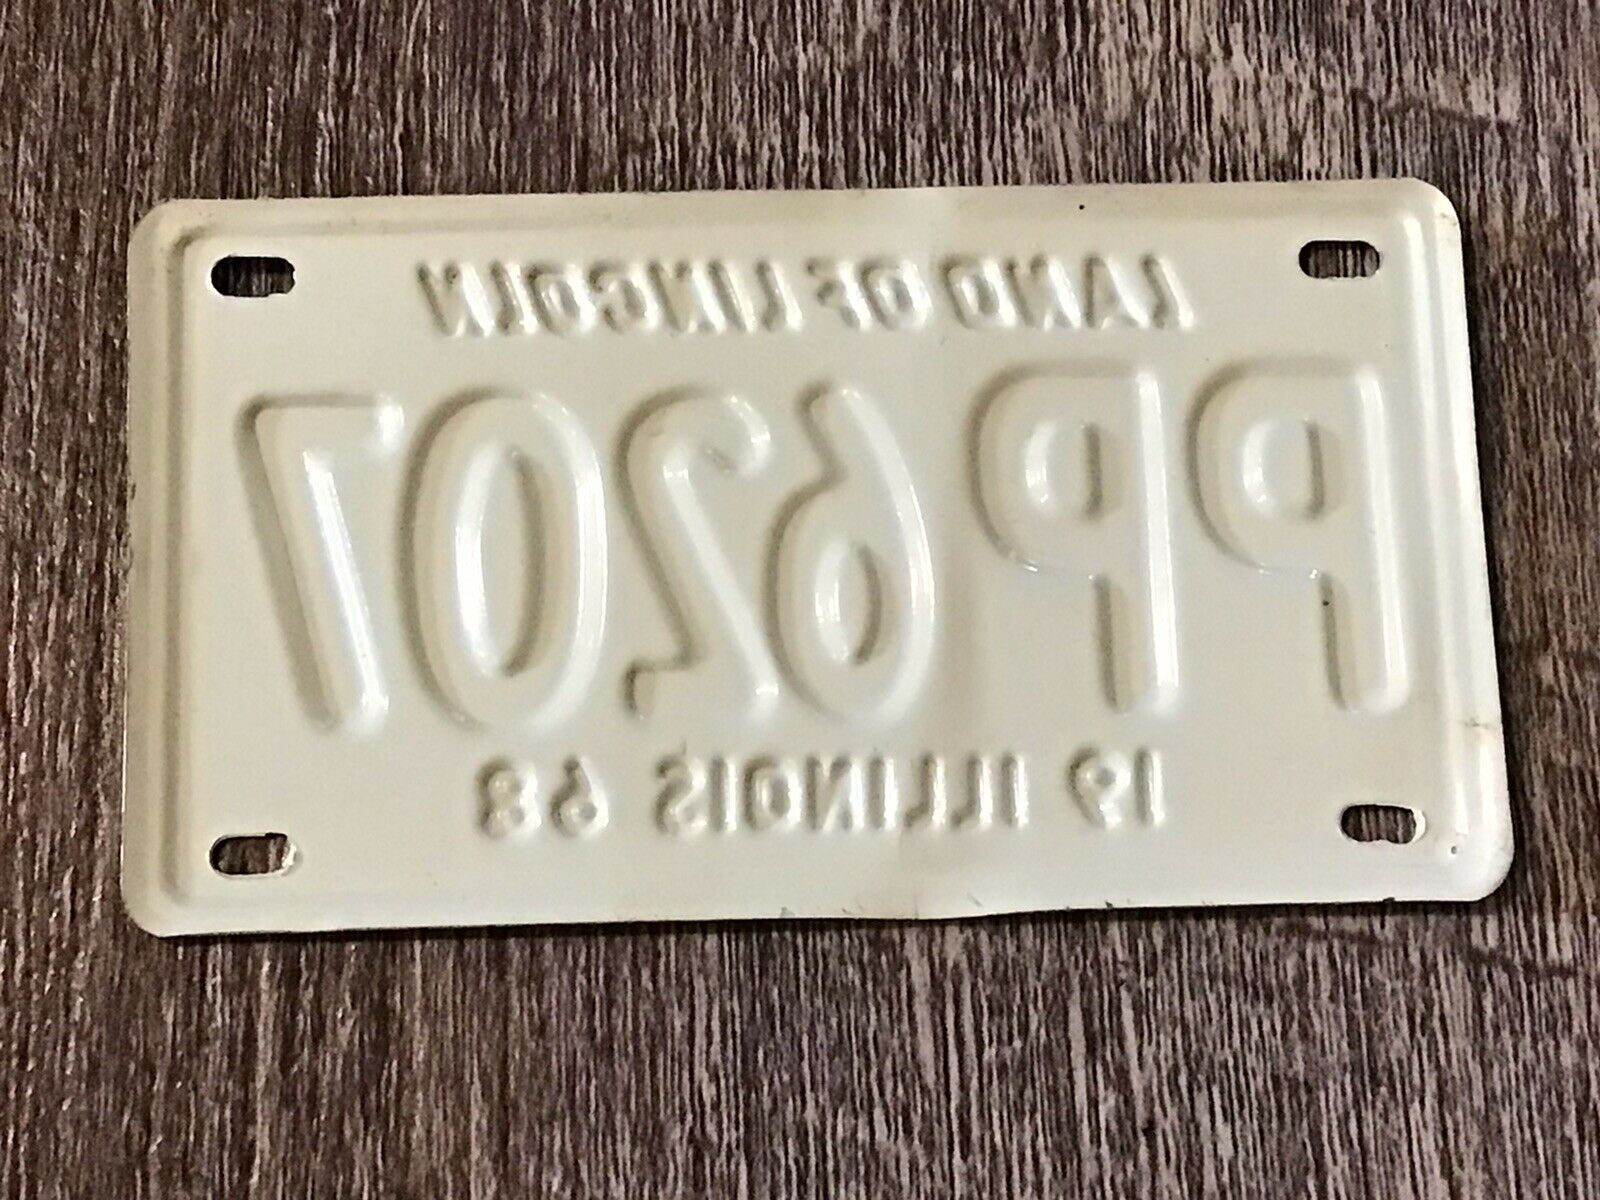 LAND OF LINCOLN
PP 6207
19 ILLINOIS 68